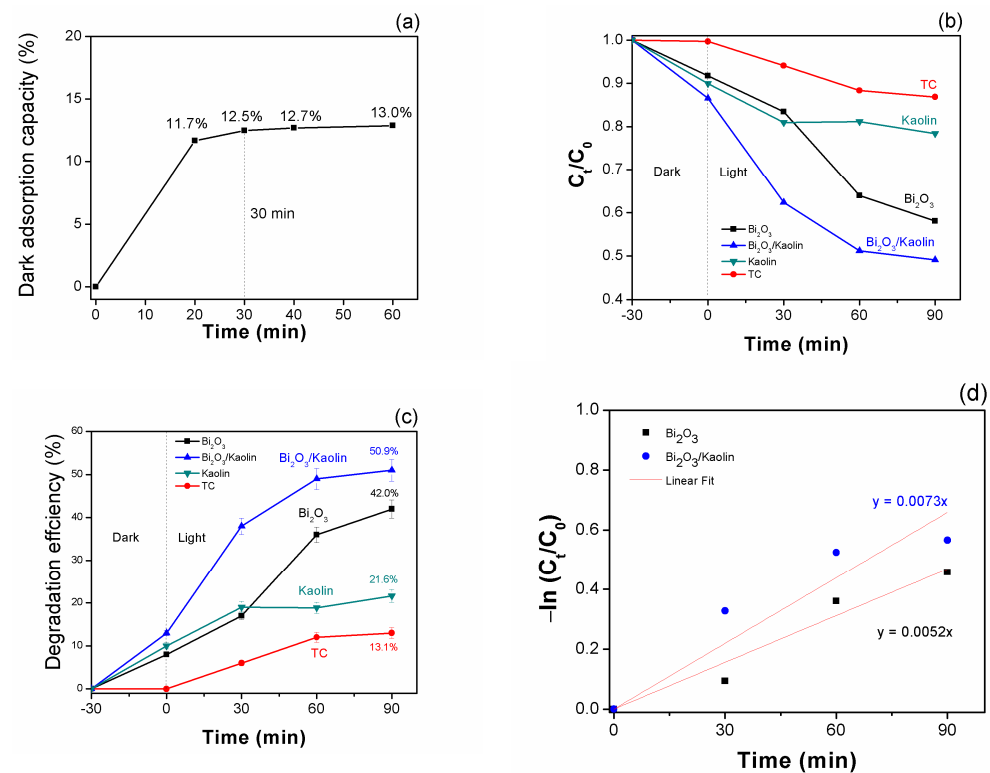 (a)
Dark adsorption capacity (%)
20
15
10
5
0
11.7%
12.5%
12.7%
13.0%
30 min
0 10 20 30 40 50 60
Time (min)
(b)
Cₜ/C₀
1.0
0.9
0.8
0.7
0.6
0.5
0.4
TC
Kaolin
Dark
Light
Bi₂O₃
Bi₂O₃/Kaolin
Bi₂O₃
Bi₂O₃/Kaolin
Kaolin
TC
-30 0 30 60 90
Time (min)
(c)
Degradation effciency (%)
60
50
40
30
20
10
0
Bi₂O₃
Bi₂O₃/Kaolin
Kaolin
TC
Bi₂O₃/Kaolin
50.9%
42.0%
Bi₂O₃
Dark
Light
Kaolin
21.6%
TC
13.1%
-30 0 30 60 90
Time (min)
(d)
−ln (Cₜ/C₀)
1.0
0.8
0.6
0.4
0.2
0.0
Bi₂O₃
Bi₂O₃/Kaolin
Linear Fit
y = 0.0073x
y = 0.0052x
0 30 60 90
Time (min)